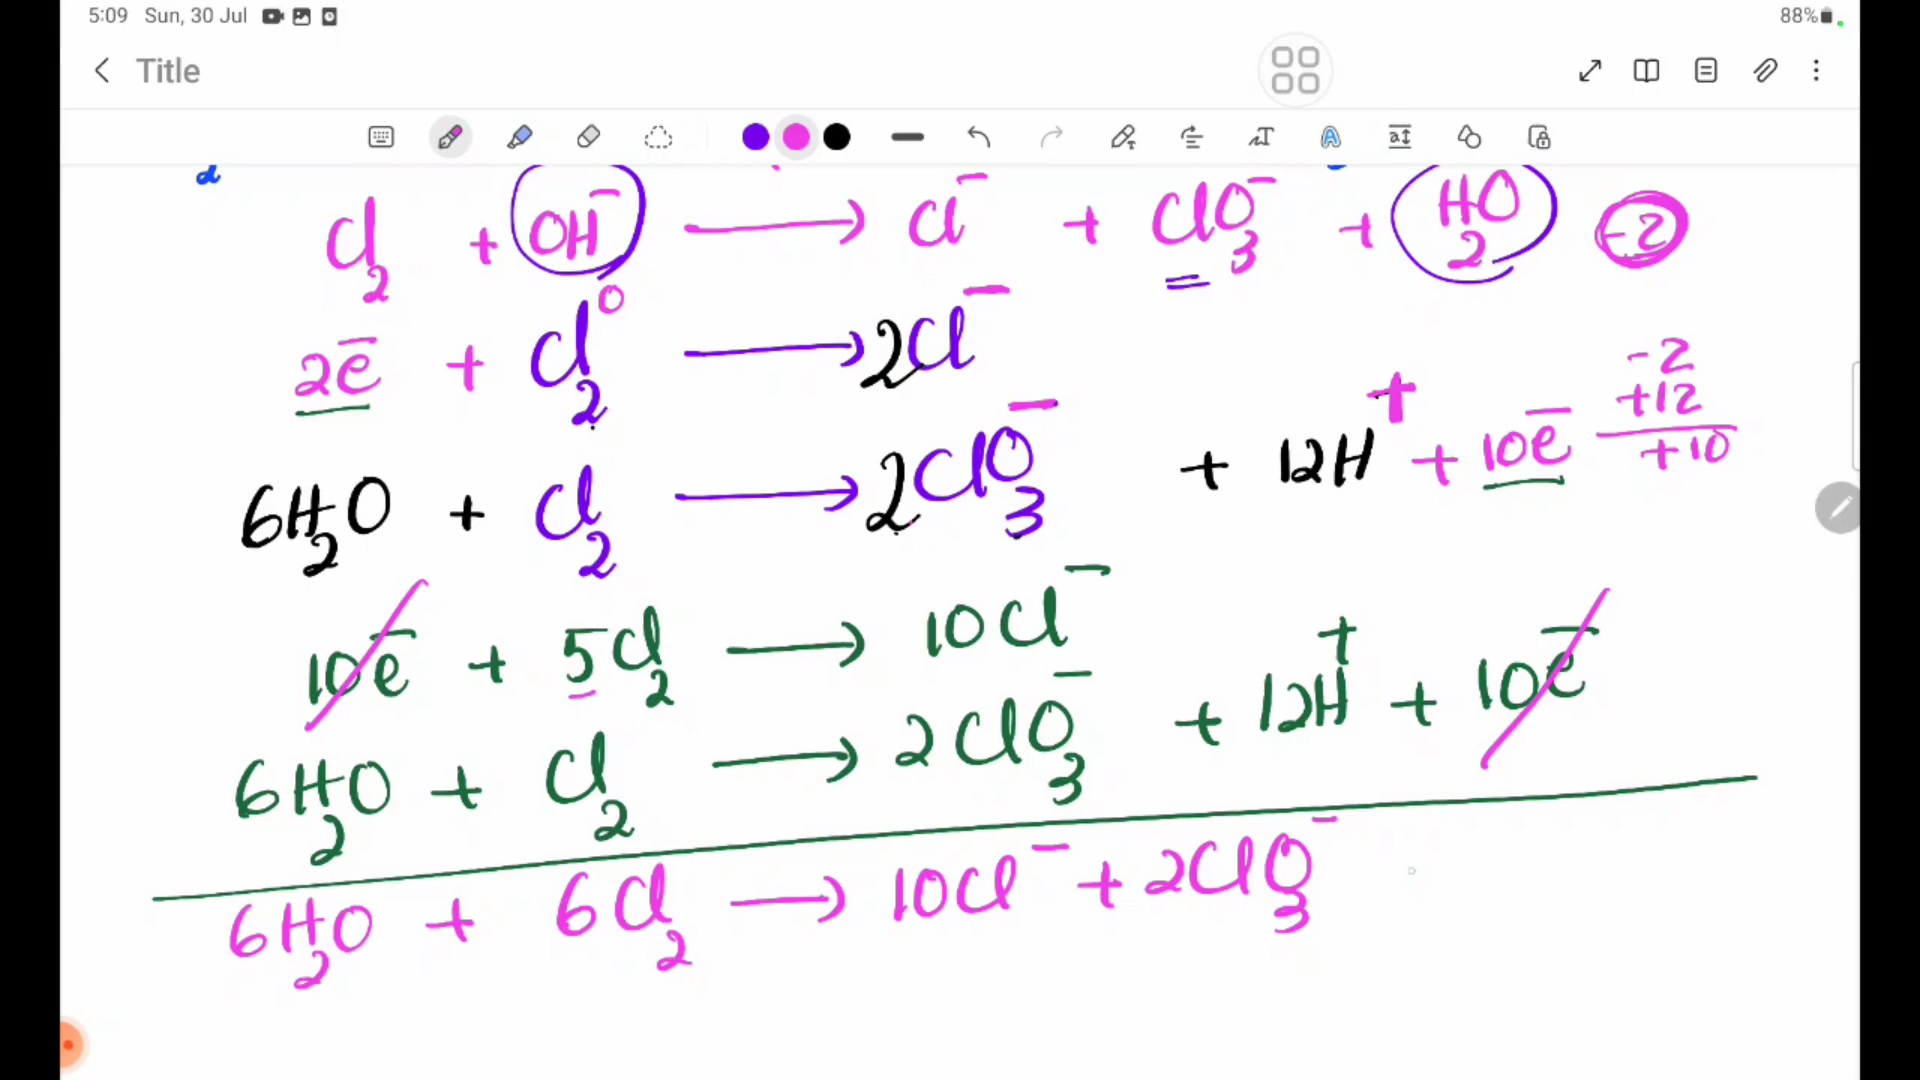 5:09 Sun, 30 Jul 88%
Title
Cl₂ + OH⁻ ⟶ Cl⁻ + ClO₃⁻ + H₂O -2
2e⁻ + Cl₂⁰ ⟶ 2Cl⁻
-2
+12
+10
6H₂O + Cl₂ ⟶ 2ClO₃⁻ + 12H⁺ + 10e⁻
10e⁻ + 5Cl₂ ⟶ 10Cl⁻
6H₂O + Cl₂ ⟶ 2ClO₃⁻ + 12H⁺ + 10e⁻
6H₂O + 6Cl₂ ⟶ 10Cl⁻ + 2ClO₃⁻